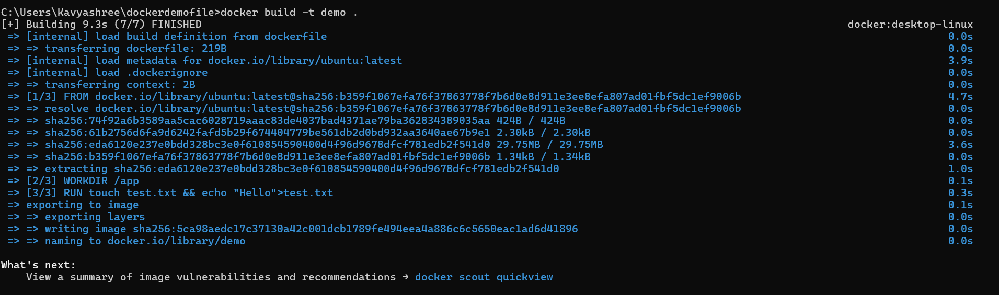 C:\Users\Kavyashree\dockerdemofile>docker build -t demo .
[+] Building 9.3s (7/7) FINISHED docker:desktop-linux
=> [internal] load build definition from dockerfile 0.0s
=> => transferring dockerfile: 219B 0.0s
=> [internal] load metadata for docker.io/library/ubuntu:latest 3.9s
=> [internal] load .dockerignore 0.0s
=> => transferring context: 2B 0.0s
=> [1/3] FROM docker.io/library/ubuntu:latest@sha256:b359f1067efa76f37863778f7b6d0e8d911e3ee8efa807ad01fbf5dc1ef9006b 4.7s
=> => resolve docker.io/library/ubuntu:latest@sha256:b359f1067efa76f37863778f7b6d0e8d911e3ee8efa807ad01fbf5dc1ef9006b 0.0s
=> => sha256:74f92a6b3589aa5cac6028719aaac83de4037bad4371ae79ba362834389035aa 424B / 424B 0.0s
=> => sha256:61b2756d6fa9d6242fafd5b29f674404779be561db2d0bd932aa3640ae67b9e1 2.30kB / 2.30kB 0.0s
=> => sha256:eda6120e237e0bdd328bc3e0f610854590400d4f96d9678dfcf781edb2f541d0 29.75MB / 29.75MB 3.6s
=> => sha256:b359f1067efa76f37863778f7b6d0e8d911e3ee8efa807ad01fbf5dc1ef9006b 1.34kB / 1.34kB 0.0s
=> => extracting sha256:eda6120e237e0bdd328bc3e0f610854590400d4f96d9678dfcf781edb2f541d0 1.0s
=> [2/3] WORKDIR /app 0.1s
=> [3/3] RUN touch test.txt && echo "Hello">test.txt 0.3s
=> exporting to image 0.1s
=> => exporting layers 0.0s
=> => writing image sha256:5ca98aedc17c37130a42c001dcb1789fe494eea4a886c6c5650eac1ad6d41896 0.0s
=> => naming to docker.io/library/demo 0.0s
What's next:
View a summary of image vulnerabilities and recommendations → docker scout quickview